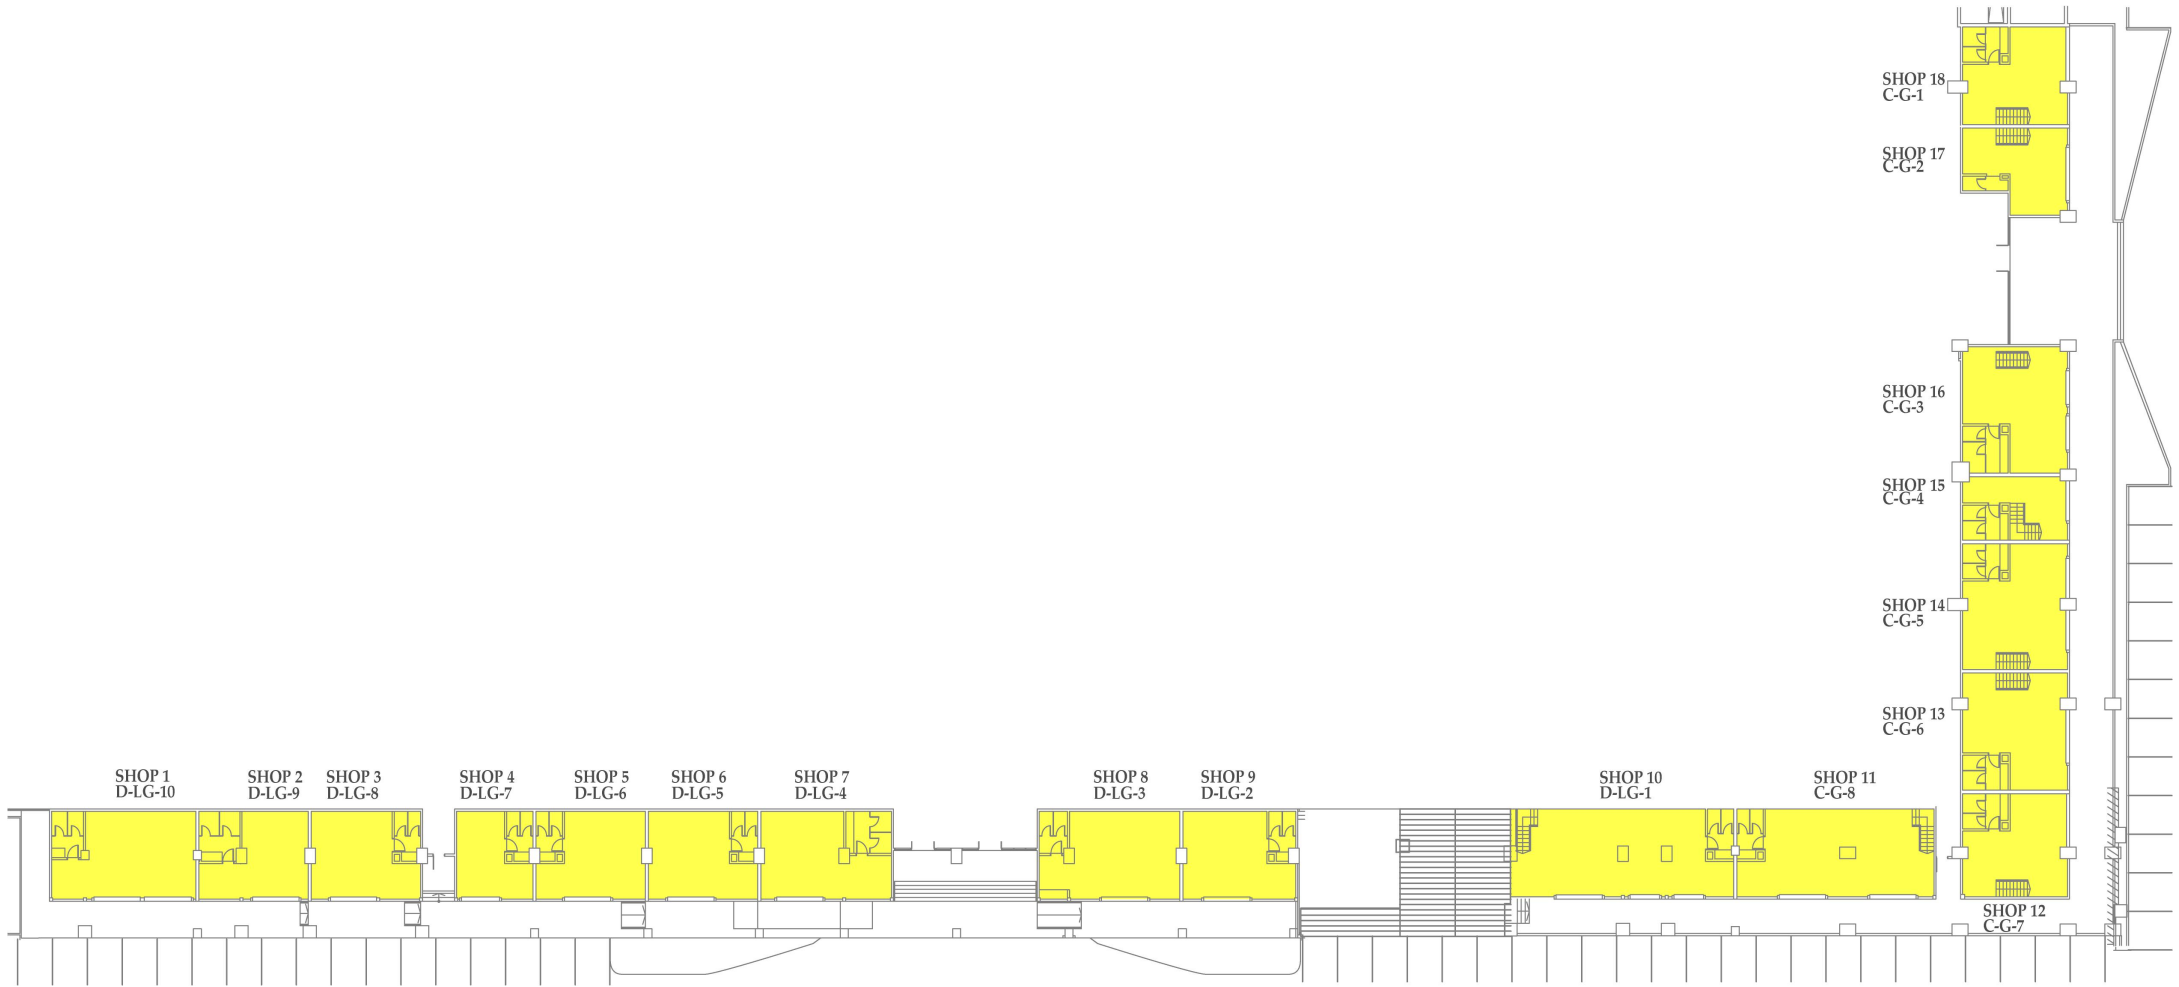 SHOP 18
C-G-1
SHOP 17
C-G-2
SHOP 16
C-G-3
SHOP 15
C-G-4
SHOP 14
C-G-5
SHOP 13
C-G-6
SHOP 1
D-LG-10
SHOP 2
D-LG-9
SHOP 3
D-LG-8
SHOP 4
D-LG-7
SHOP 5
D-LG-6
SHOP 6
D-LG-5
SHOP 7
D-LG-4
SHOP 8
D-LG-3
SHOP 9
D-LG-2
SHOP 10
D-LG-1
SHOP 11
C-G-8
SHOP 12
C-G-7